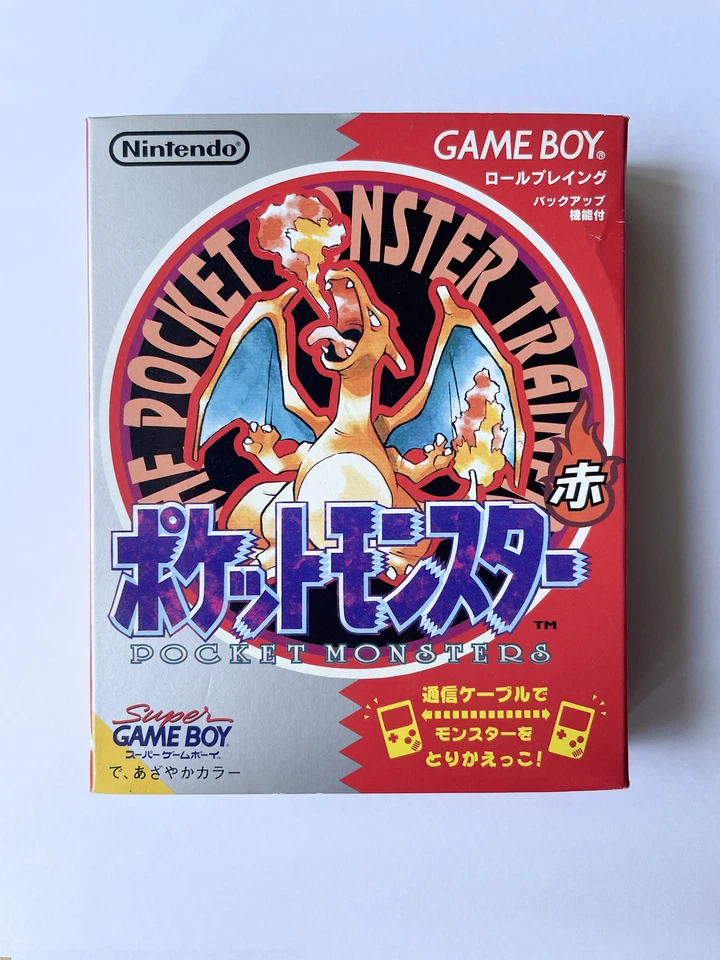 Nintendo®
GAME BOY®
ロールプレイング
バックアップ
機能付
HE POCKET MONSTER TRAINE
赤
ポケットモンスター
TM
POCKET MONSTERS
Super
GAME BOY
スーパーゲームボーイ
で、あざやかカラー
通信ケーブルで
モンスターを
とりかえっこ!